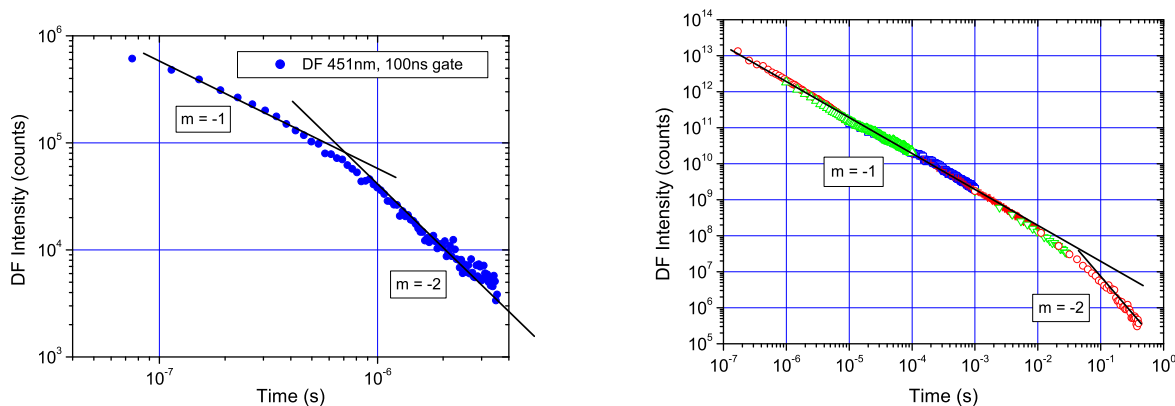 DF Intensity (counts)
10^6
10^5
10^4
10^3
DF 451nm, 100ns gate
m = -1
m = -2
10^-7
10^-6
Time (s)
DF Intensity (counts)
10^14
10^13
10^12
10^11
10^10
10^9
10^8
10^7
10^6
10^5
m = -1
m = -2
10^-7
10^-6
10^-5
10^-4
10^-3
10^-2
10^-1
10^0
Time (s)